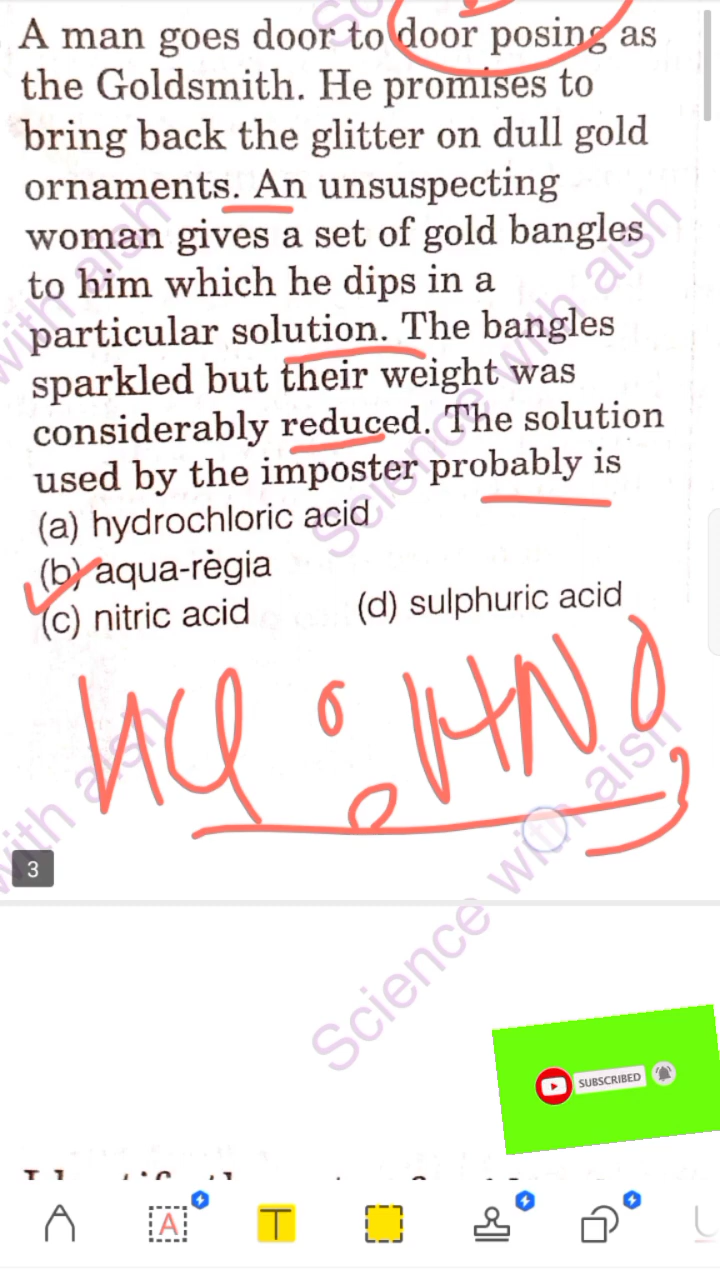 A man goes door to door posing as
the Goldsmith. He promises to
bring back the glitter on dull gold
ornaments. An unsuspecting
woman gives a set of gold bangles
to him which he dips in a
particular solution. The bangles
sparkled but their weight was
considerably reduced. The solution
used by the imposter probably is
(a) hydrochloric acid
(b) aqua-règia
(c) nitric acid (d) sulphuric acid
HCl : HNO3
3
Science with aish
SUBSCRIBED
A
T